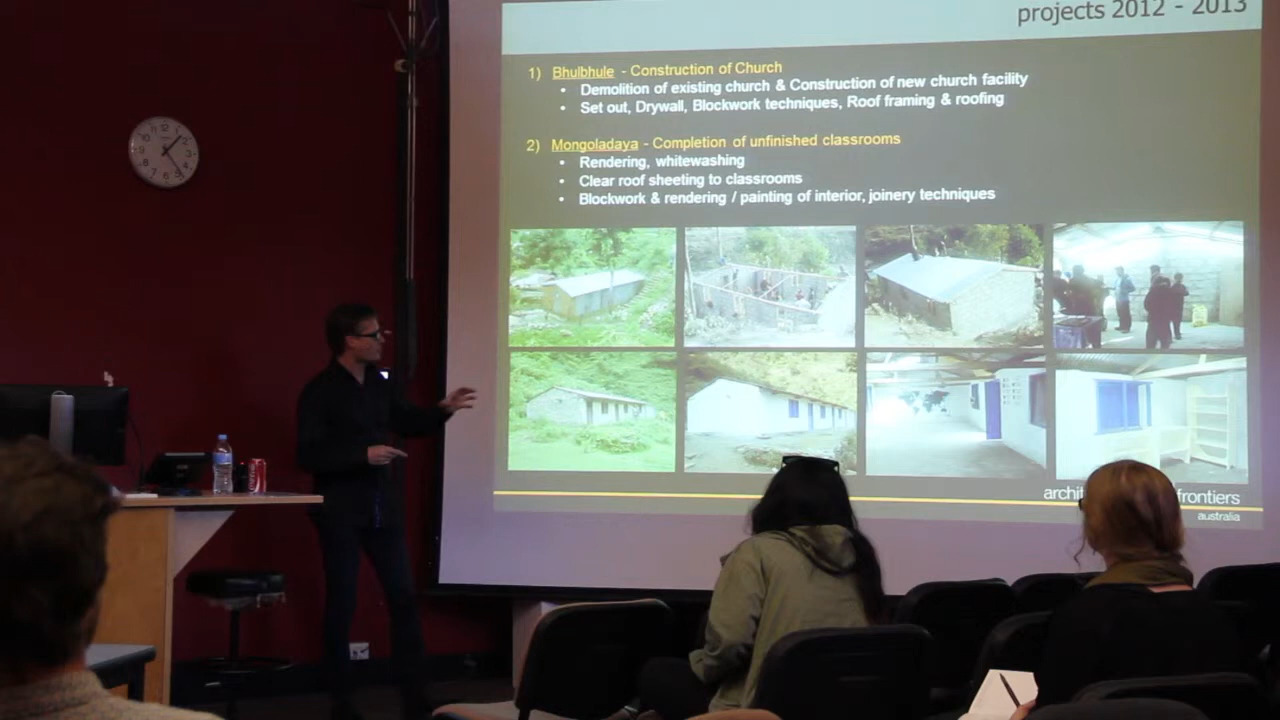 projects 2012 - 2013
1) Bhulbhule - Construction of Church
• Demolition of existing church & Construction of new church facility
• Set out, Drywall, Blockwork techniques, Roof framing & roofing
2) Mongoladaya - Completion of unfinished classrooms
• Rendering, whitewashing
• Clear roof sheeting to classrooms
• Blockwork & rendering / painting of interior, joinery techniques
archi frontiers
australia